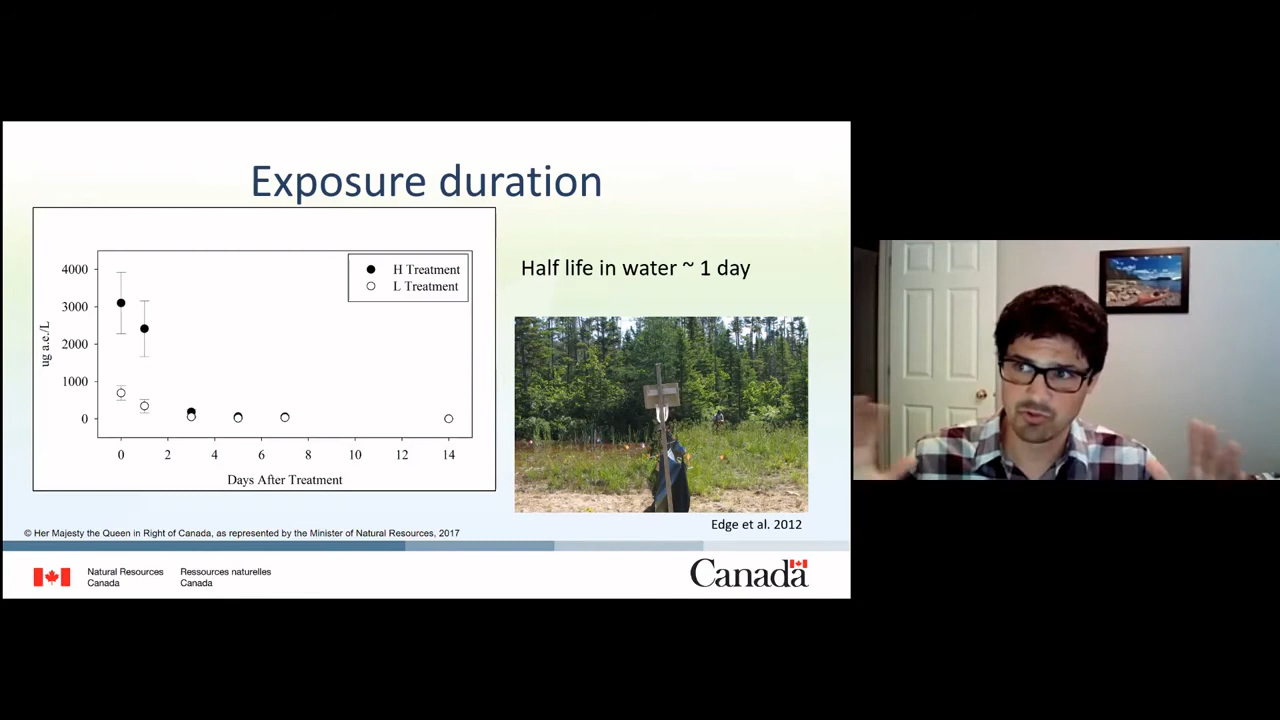 Exposure duration
4000
3000
2000
1000
0
ug a.e./L
H Treatment
L Treatment
0 2 4 6 8 10 12 14
Days After Treatment
Half life in water ~ 1 day
Edge et al. 2012
© Her Majesty the Queen in Right of Canada, as represented by the Minister of Natural Resources, 2017
Natural Resources
Canada
Ressources naturelles
Canada
Canada